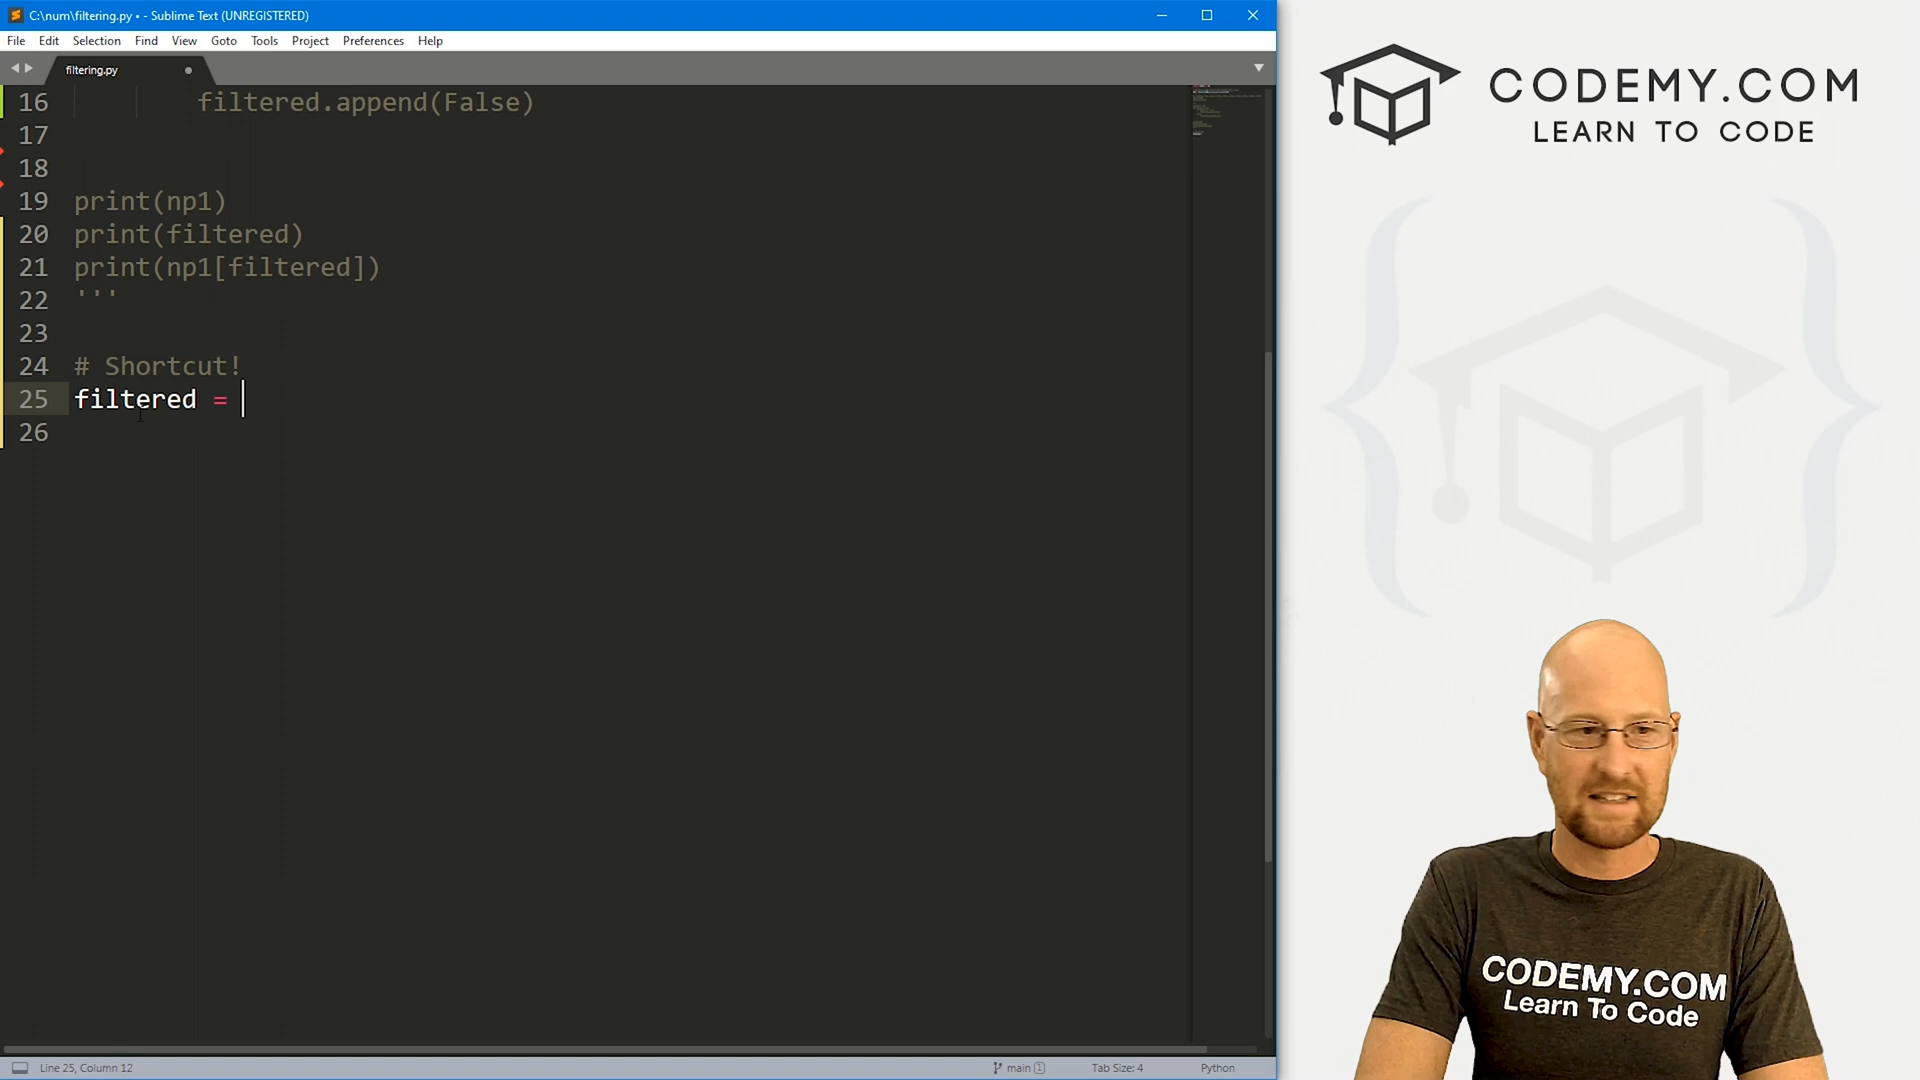 C:\num\filtering.py • - Sublime Text (UNREGISTERED)
File Edit Selection Find View Goto Tools Project Preferences Help
filtering.py
16 filtered.append(False)
17
18
19 print(np1)
20 print(filtered)
21 print(np1[filtered])
22 '''
23
24 # Shortcut!
25 filtered =
26
Line 25, Column 12
main 1
Tab Size: 4
Python
CODEMY.COM
LEARN TO CODE
CODEMY.COM
Learn To Code